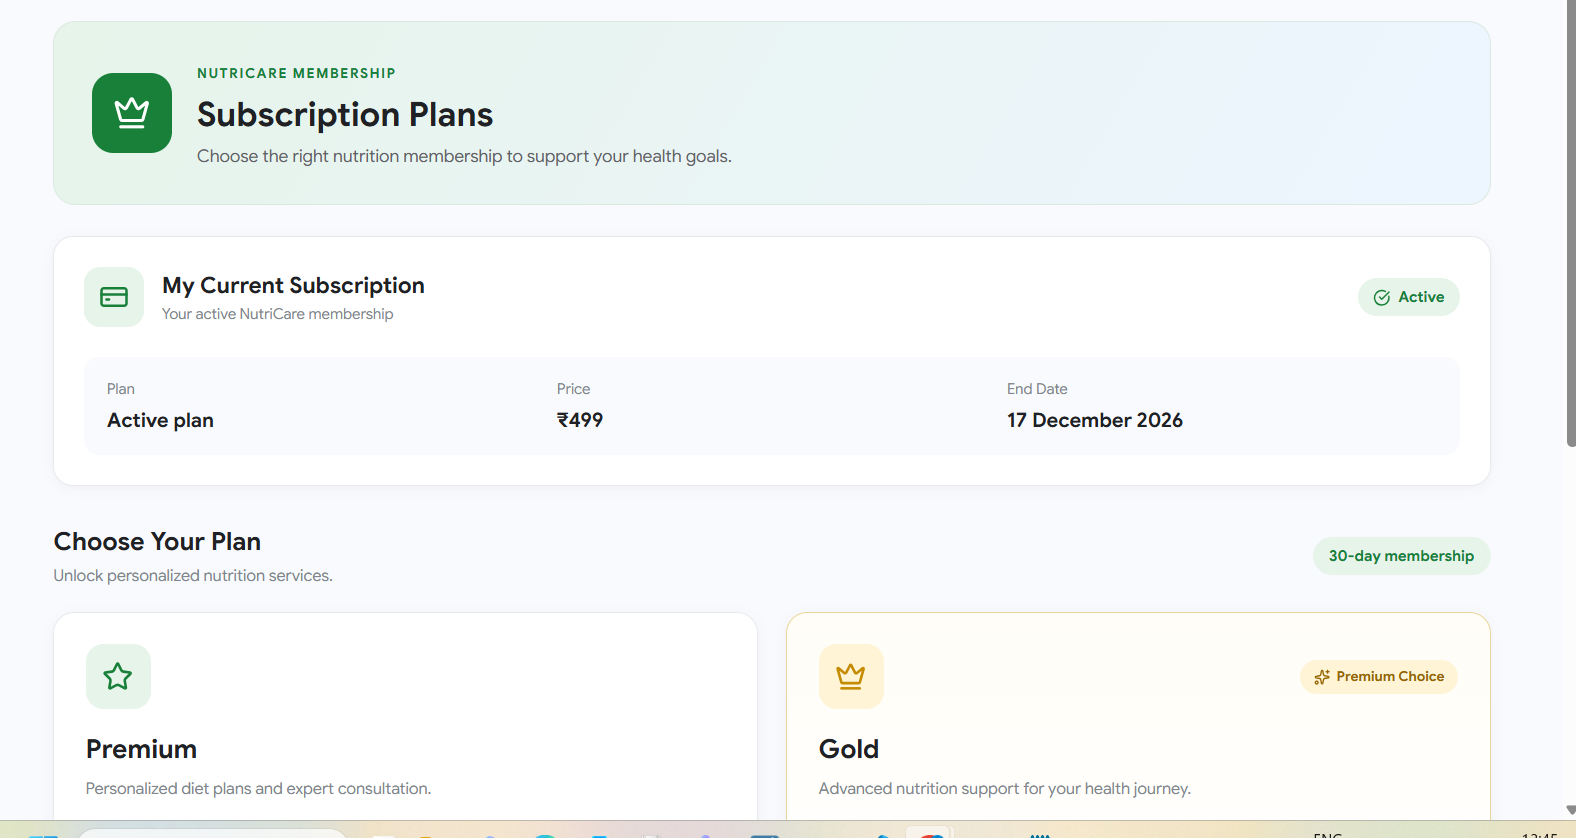 NUTRICARE MEMBERSHIP
Subscription Plans
Choose the right nutrition membership to support your health goals.
My Current Subscription
Your active NutriCare membership
Active
Plan
Price
End Date
Active plan
₹499
17 December 2026
Choose Your Plan
Unlock personalized nutrition services.
30-day membership
Premium Choice
Premium
Personalized diet plans and expert consultation.
Gold
Advanced nutrition support for your health journey.